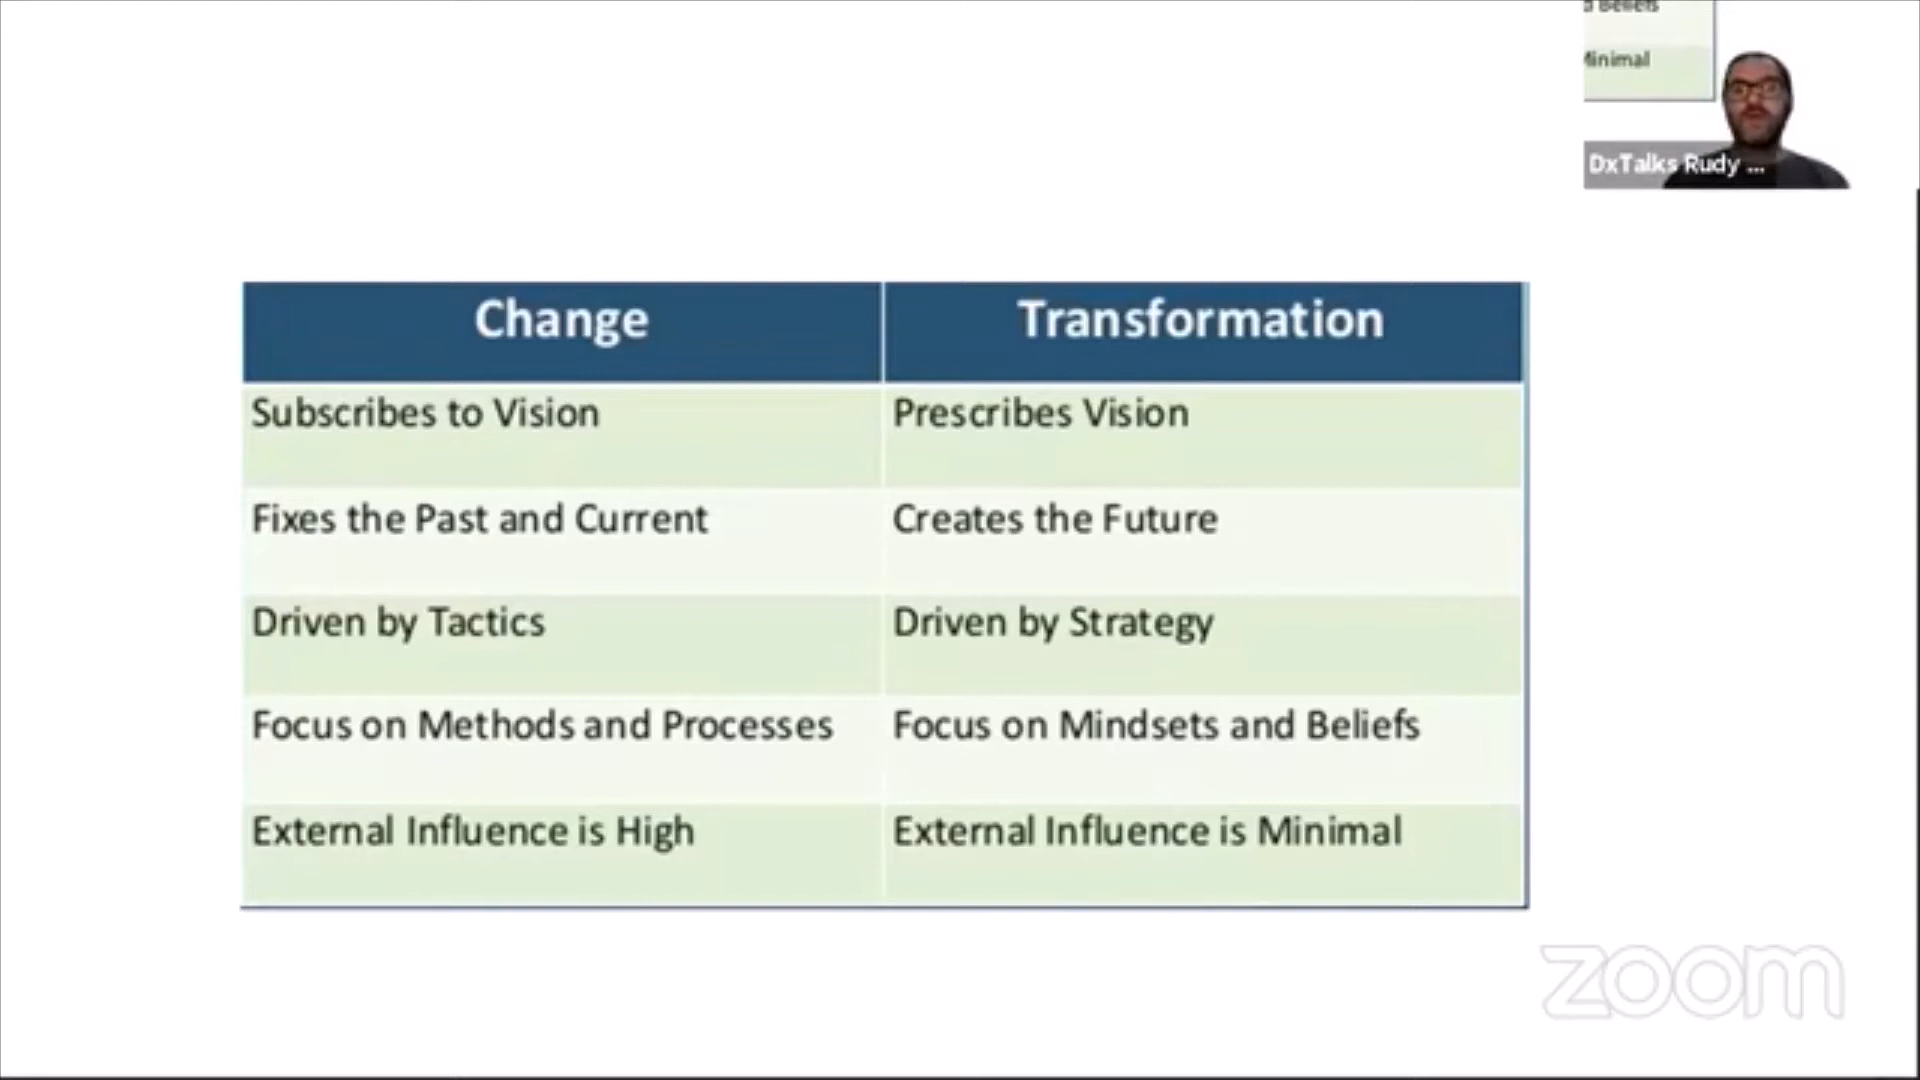 d Beliefs
Minimal
DxTalks Rudy ...
Change Transformation
Subscribes to Vision Prescribes Vision
Fixes the Past and Current Creates the Future
Driven by Tactics Driven by Strategy
Focus on Methods and Processes Focus on Mindsets and Beliefs
External Influence is High External Influence is Minimal
zoom